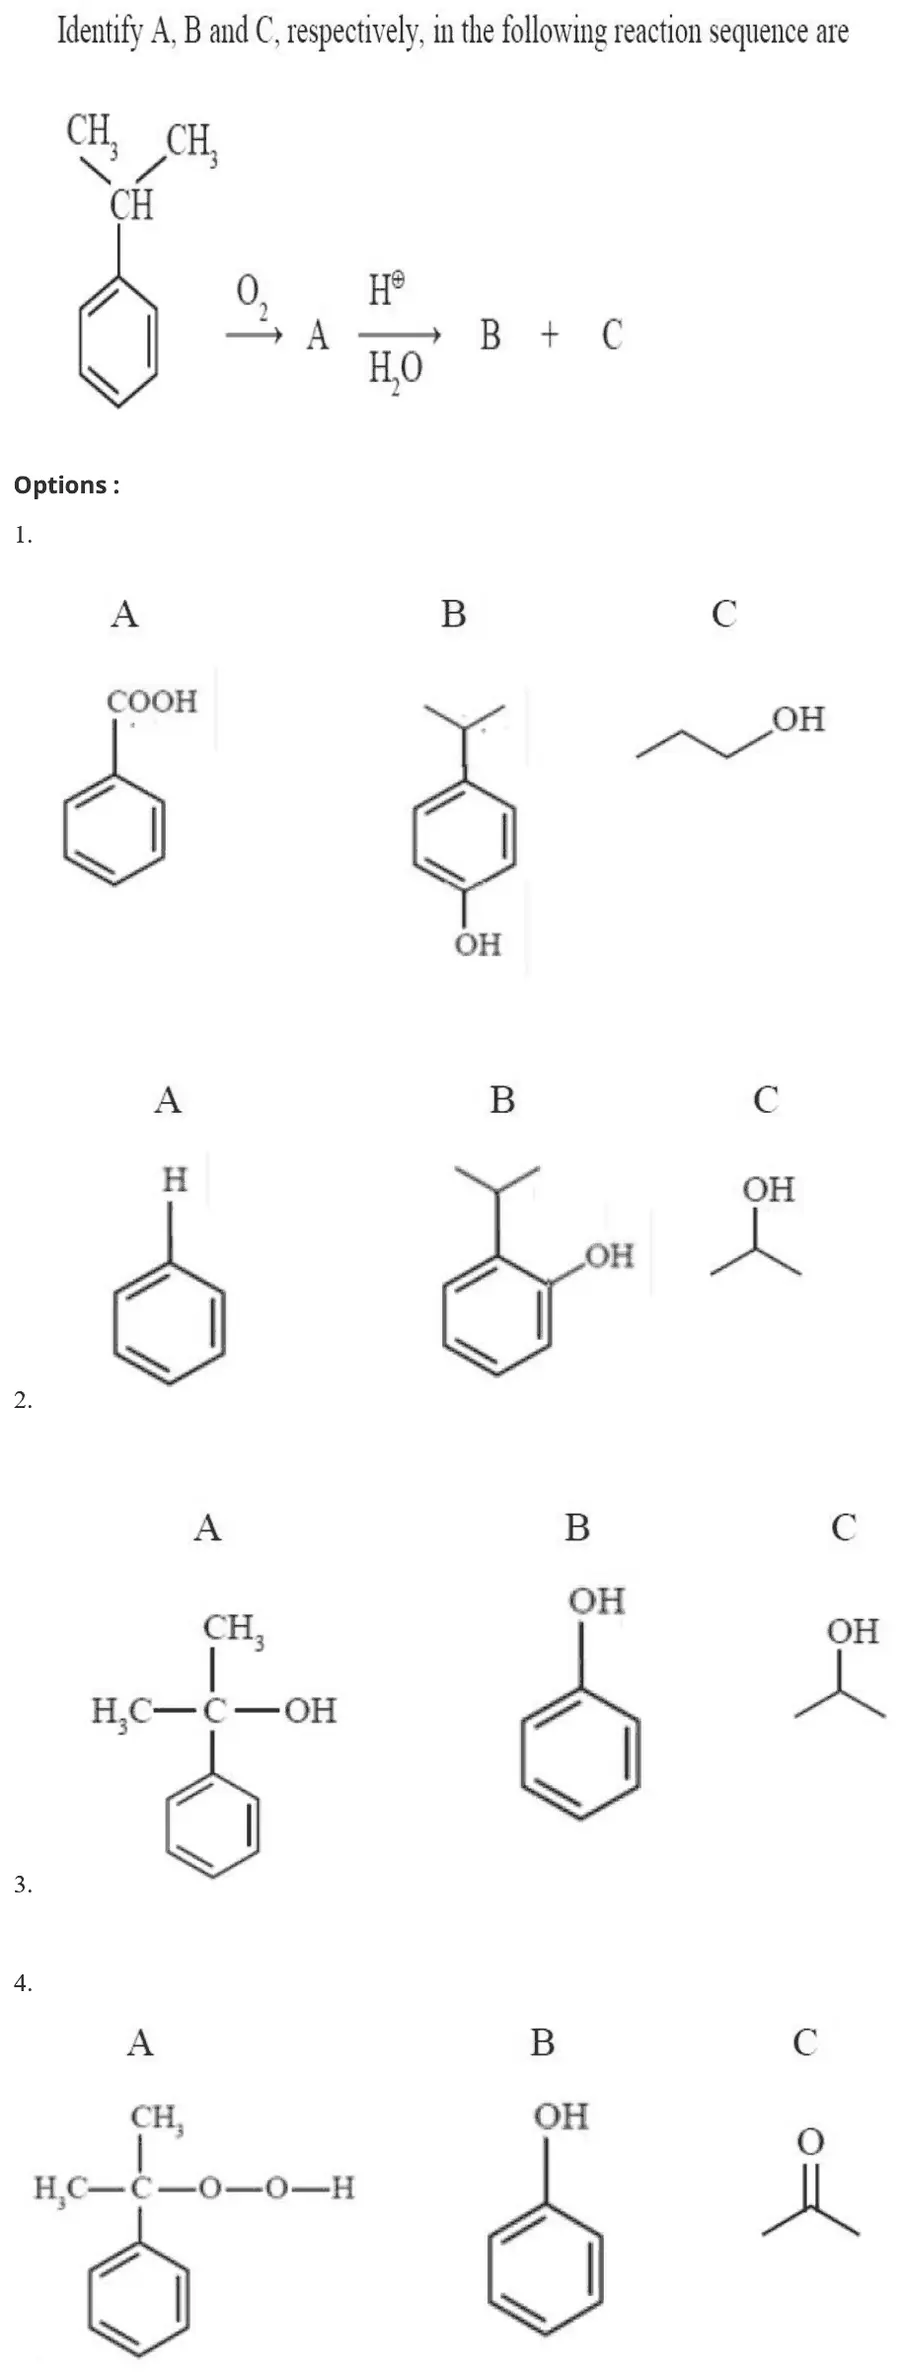 Identify A, B and C, respectively, in the following reaction sequence are
CH₃ CH₃
CH
O₂ H⊕
→ A → B + C
H₂O
Options :
1.
A B C
COOH
OH
OH
A B C
H
OH
OH
2.
A B C
OH
CH₃ OH
H₃C—C—OH
3.
4.
A B C
CH₃ OH
O
H₃C—C—O—O—H